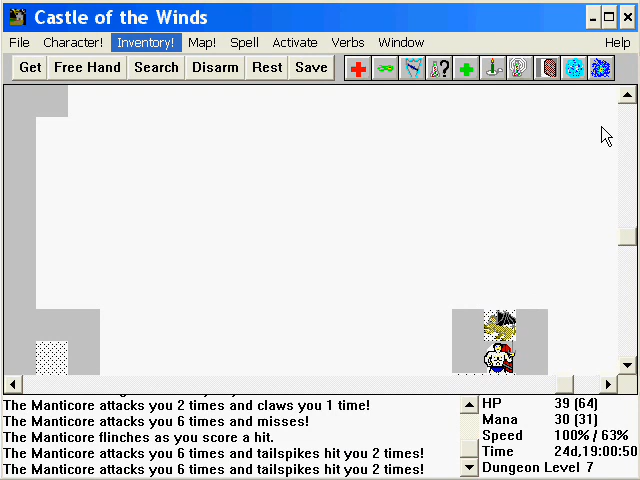 Castle of the Winds
File Character! Inventory! Map! Spell Activate Verbs Window Help
Get Free Hand Search Disarm Rest Save
The Manticore attacks you 2 times and claws you 1 time!
The Manticore attacks you 6 times and misses!
The Manticore flinches as you score a hit.
The Manticore attacks you 6 times and tailspikes hit you 2 times!
The Manticore attacks you 6 times and tailspikes hit you 2 times!
HP 39 (64)
Mana 30 (31)
Speed 100% / 63%
Time 24d,19:00:50
Dungeon Level 7